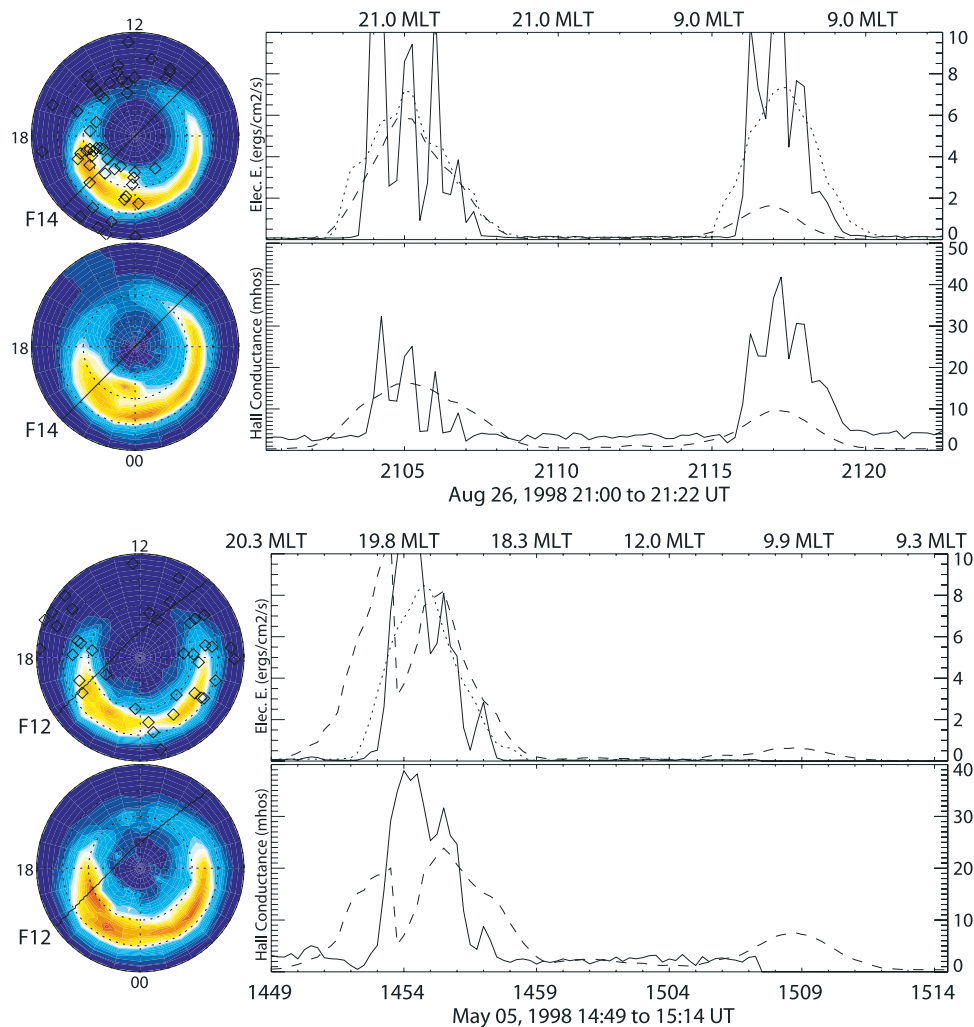 12
21.0 MLT 21.0 MLT 9.0 MLT 9.0 MLT
18
F14
Elec. E. (ergs/cm2/s)
10
8
6
4
2
0
18
F14
00
Hall Conductance (mhos)
50
40
30
20
10
0
2105 2110 2115 2120
Aug 26, 1998 21:00 to 21:22 UT
12
20.3 MLT 19.8 MLT 18.3 MLT 12.0 MLT 9.9 MLT 9.3 MLT
18
F12
Elec. E. (ergs/cm2/s)
10
8
6
4
2
0
18
F12
00
Hall Conductance (mhos)
40
30
20
10
0
1449 1454 1459 1504 1509 1514
May 05, 1998 14:49 to 15:14 UT